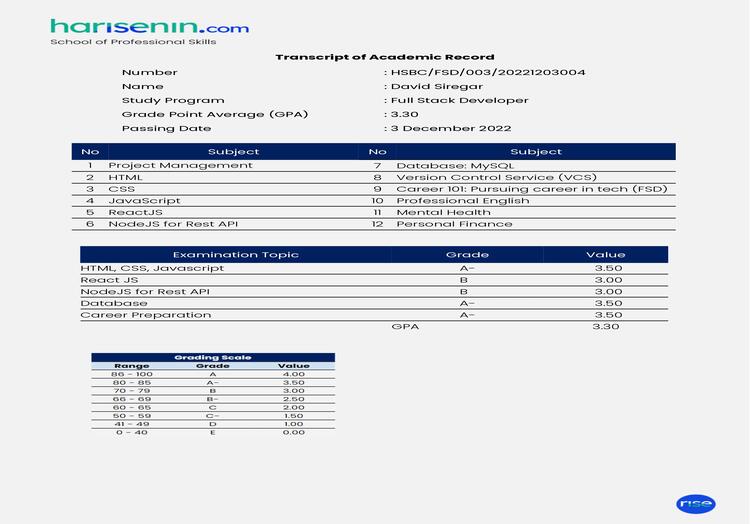 harisenin.com
School of Professional Skills
Transcript of Academic Record
Number : HSBC/FSD/003/20221203004
Name : David Siregar
Study Program : Full Stack Developer
Grade Point Average (GPA) : 3.30
Passing Date : 3 December 2022
No Subject No Subject
1 Project Management 7 Database: MySQL
2 HTML 8 Version Control Service (VCS)
3 CSS 9 Career 101: Pursuing career in tech (FSD)
4 JavaScript 10 Professional English
5 ReactJS 11 Mental Health
6 NodeJS for Rest API 12 Personal Finance
Examination Topic Grade Value
HTML, CSS, Javascript A- 3.50
React JS B 3.00
NodeJS for Rest API B 3.00
Database A- 3.50
Career Preparation A- 3.50
GPA 3.30
Grading Scale
Range Grade Value
86 - 100 A 4.00
80 - 85 A- 3.50
70 - 79 B 3.00
66 - 69 B- 2.50
60 - 65 C 2.00
50 - 59 C- 1.50
41 - 49 D 1.00
0 - 40 E 0.00
rise